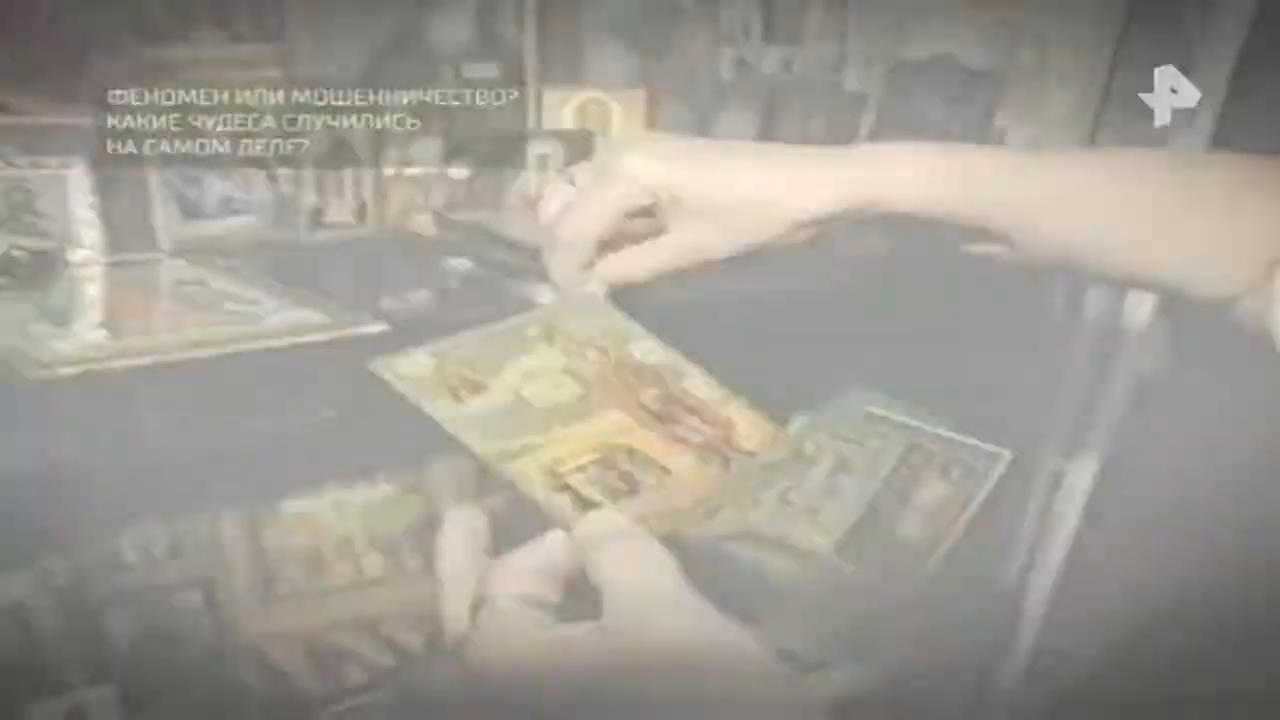 ФЕНОМЕН ИЛИ МОШЕННИЧЕСТВО?
КАКИЕ ЧУДЕСА СЛУЧИЛИСЬ
НА САМОМ ДЕЛЕ?